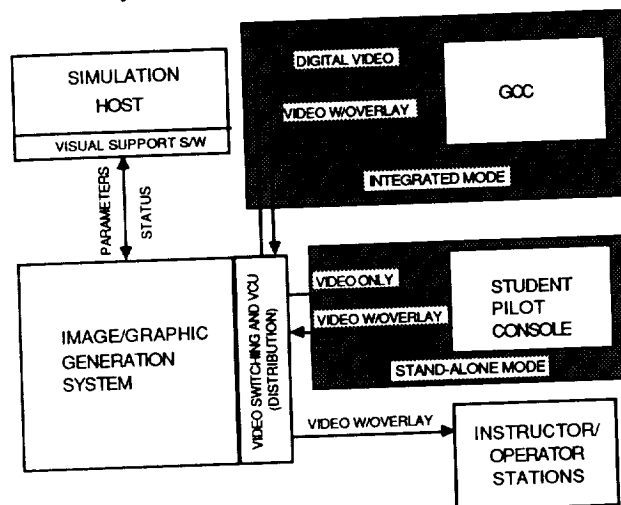 SIMULATION
HOST
VISUAL SUPPORT S/W
DIGITAL VIDEO
VIDEO W/OVERLAY
GCC
INTEGRATED MODE
PARAMETERS
STATUS
IMAGE/GRAPHIC
GENERATION
SYSTEM
VIDEO SWITCHING AND VCU
(DISTRIBUTION)
VIDEO ONLY
VIDEO W/OVERLAY
STUDENT
PILOT
CONSOLE
STAND-ALONE MODE
VIDEO W/OVERLAY
INSTRUCTOR/
OPERATOR
STATIONS